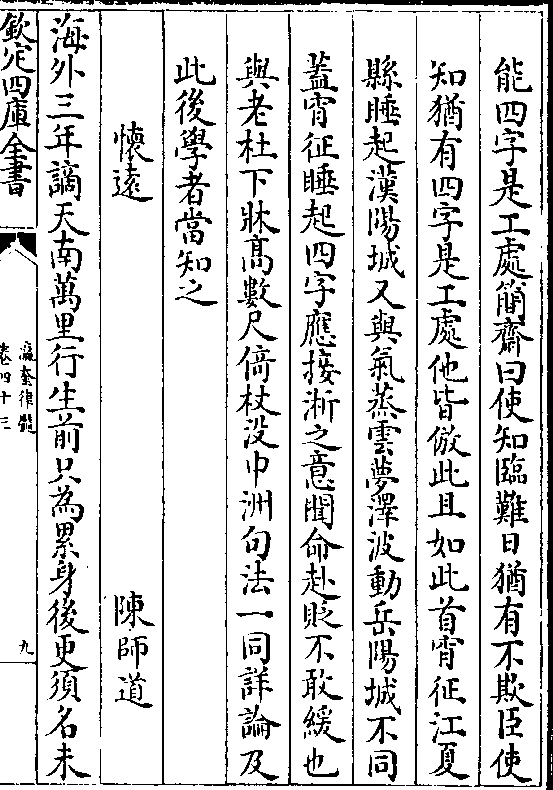 能四字是工處簡齋曰使知臨難日猶有不欺臣使
知猶有四字是工處他皆倣此且如此首宵征江夏
縣睡起漢陽城又與氣蒸雲夢澤波動岳陽城不同
蓋宵征睡起四字應接淅之意聞命赴貶不敢緩也
與老杜下牀髙數尺倚杖没中洲句法一同詳論及
此後學者當知之
懷逺 陳師道
海外三年謫天南萬里行生前只為累身後更須名未
欽定四庫全書
瀛奎律髓
卷四十三
九